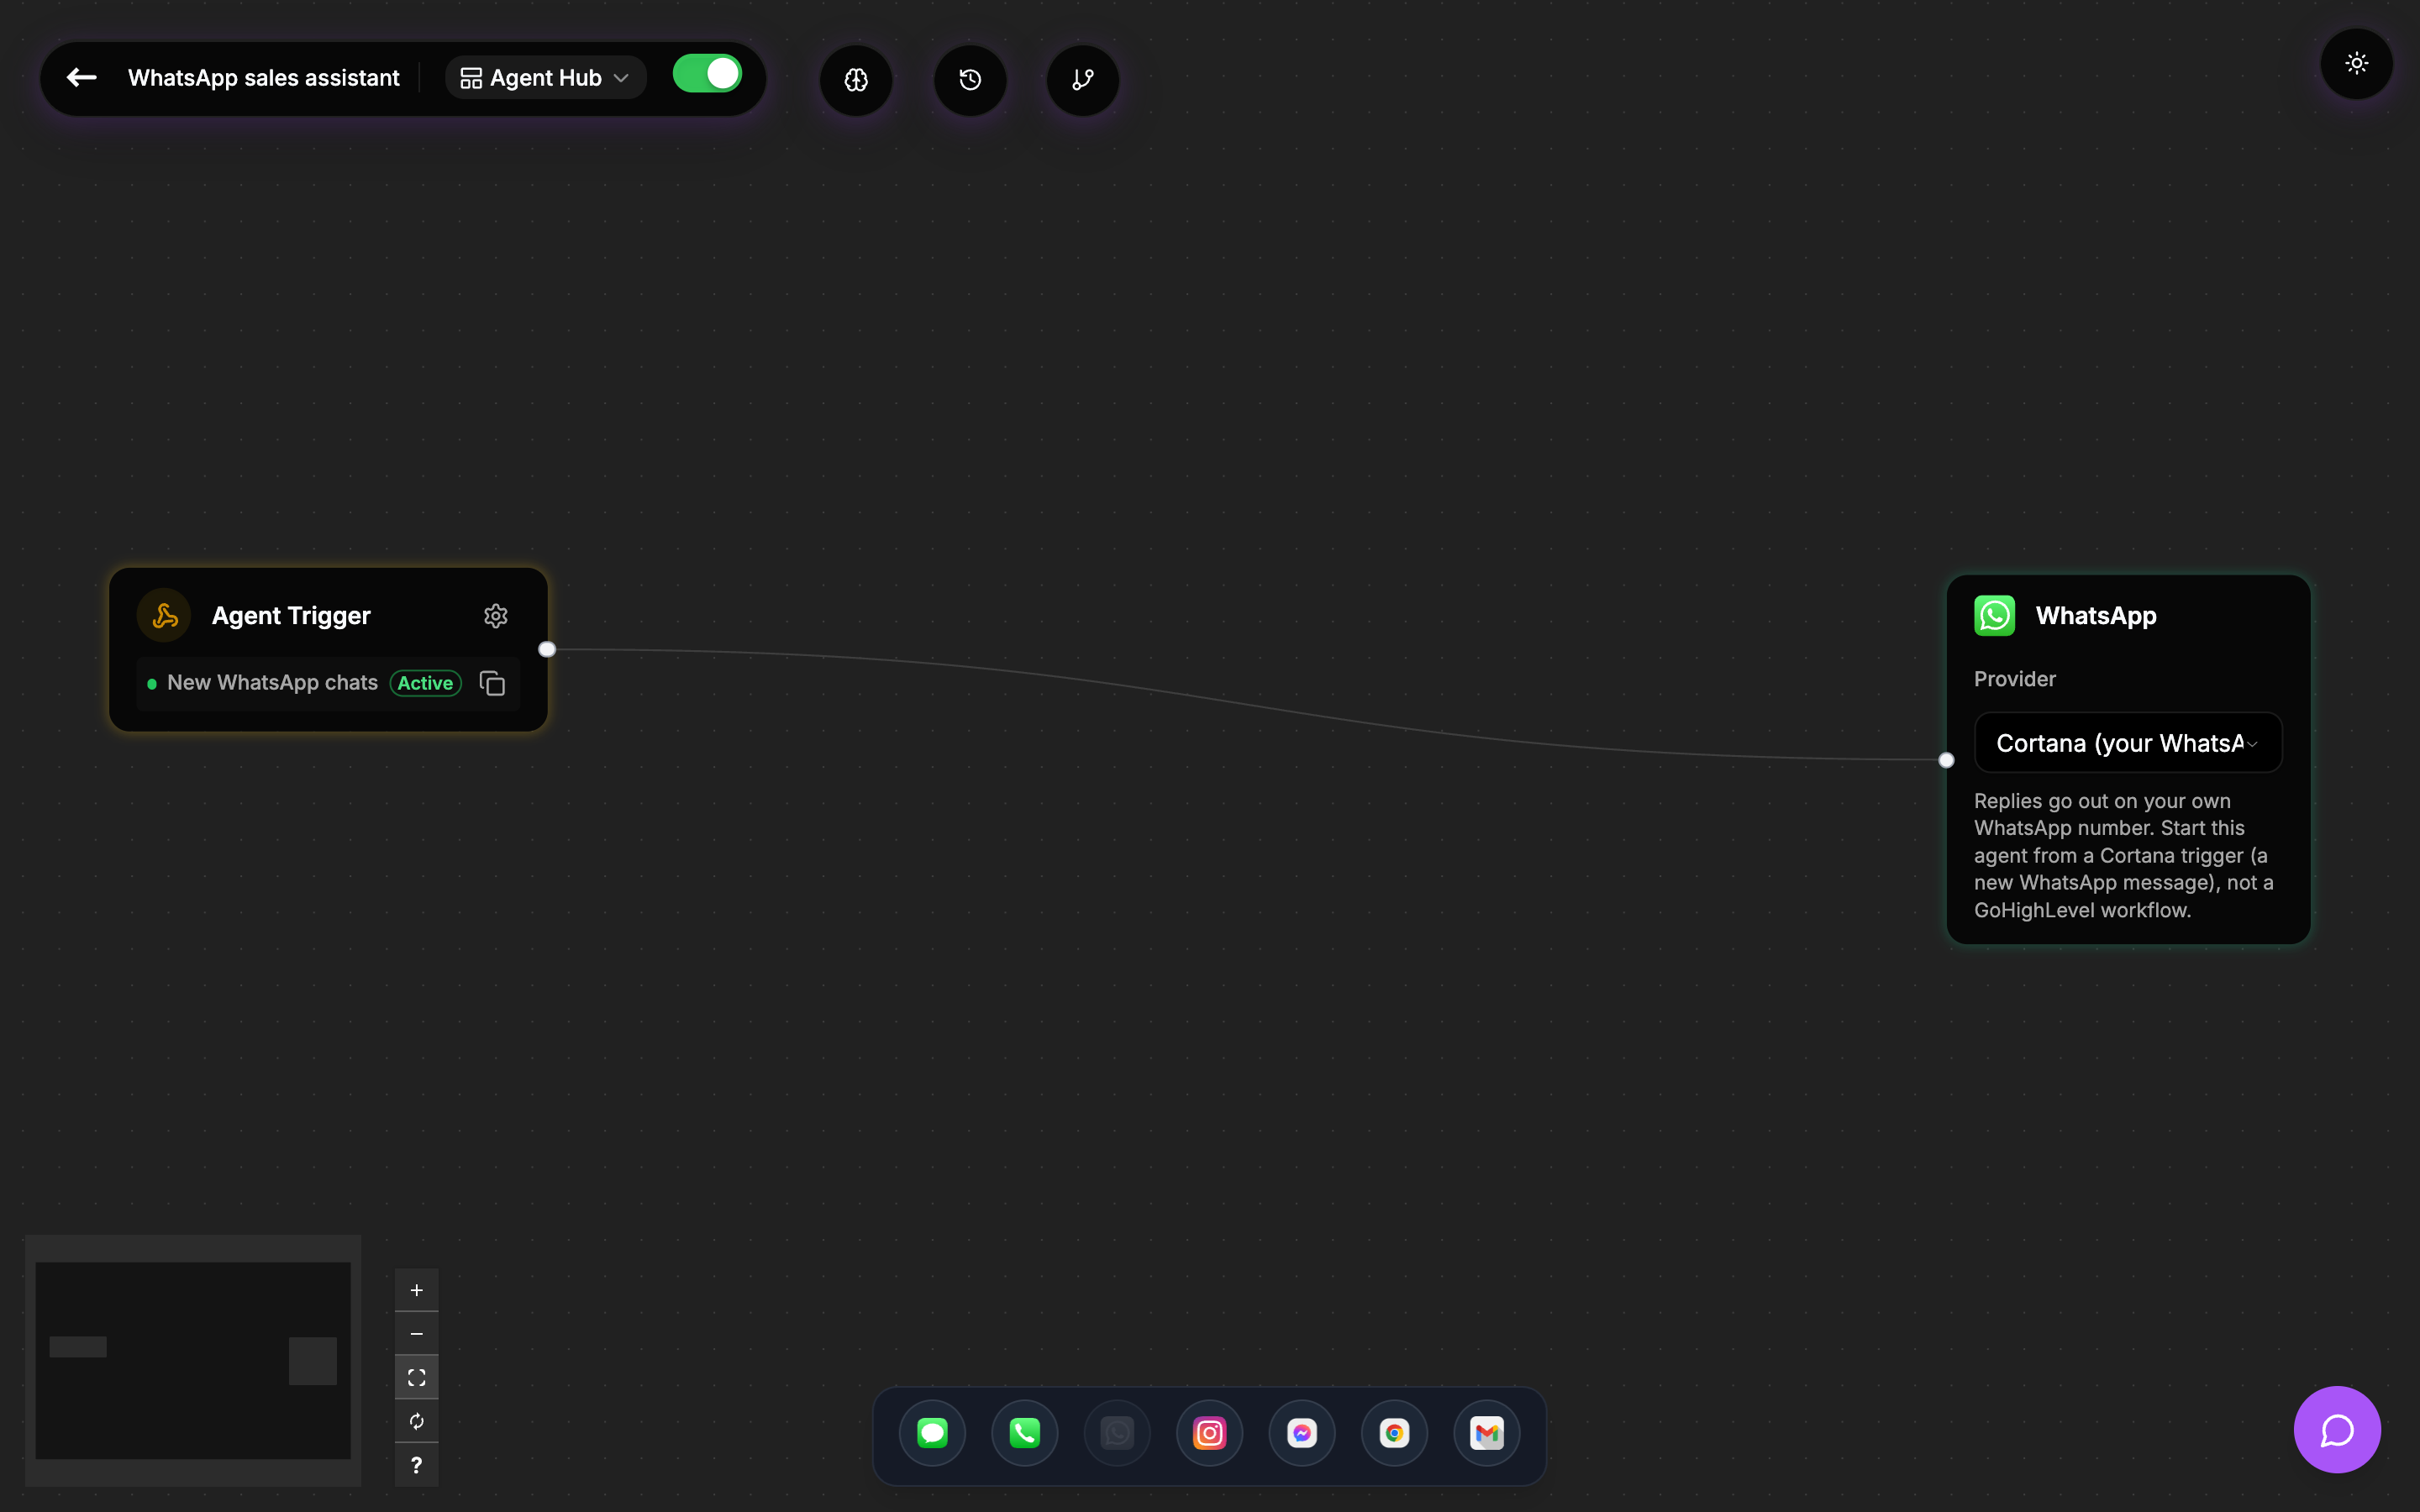 WhatsApp sales assistant
Agent Hub
Agent Trigger
New WhatsApp chats
Active
WhatsApp
Provider
Cortana (your WhatsA
Replies go out on your own
WhatsApp number. Start this
agent from a Cortana trigger (a
new WhatsApp message), not a
GoHighLevel workflow.
+
−
?